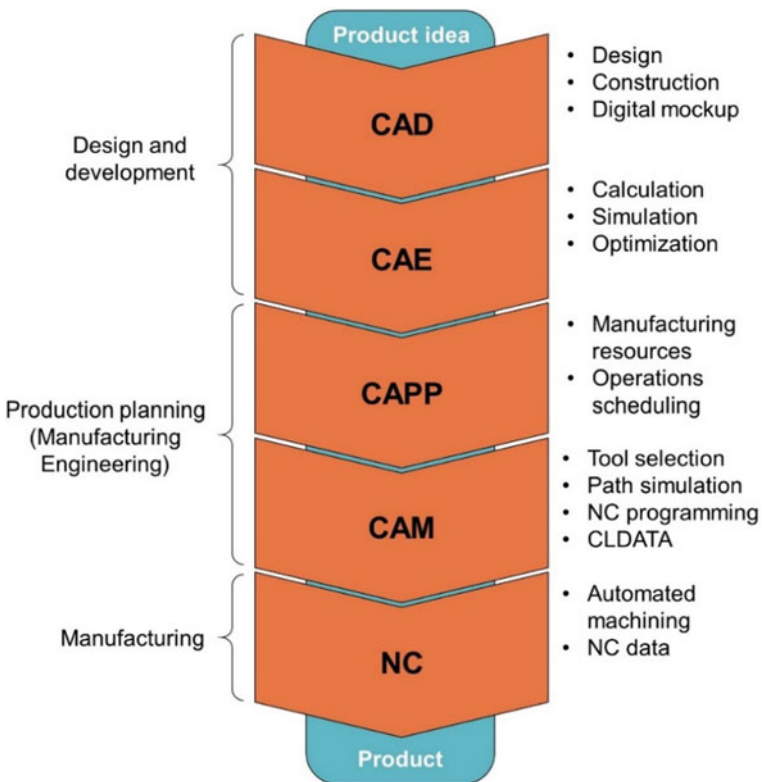 Product idea
Design and
development
CAD
• Design
• Construction
• Digital mockup
CAE
• Calculation
• Simulation
• Optimization
Production planning
(Manufacturing
Engineering)
CAPP
• Manufacturing
resources
• Operations
scheduling
CAM
• Tool selection
• Path simulation
• NC programming
• CLDATA
Manufacturing
NC
• Automated
machining
• NC data
Product